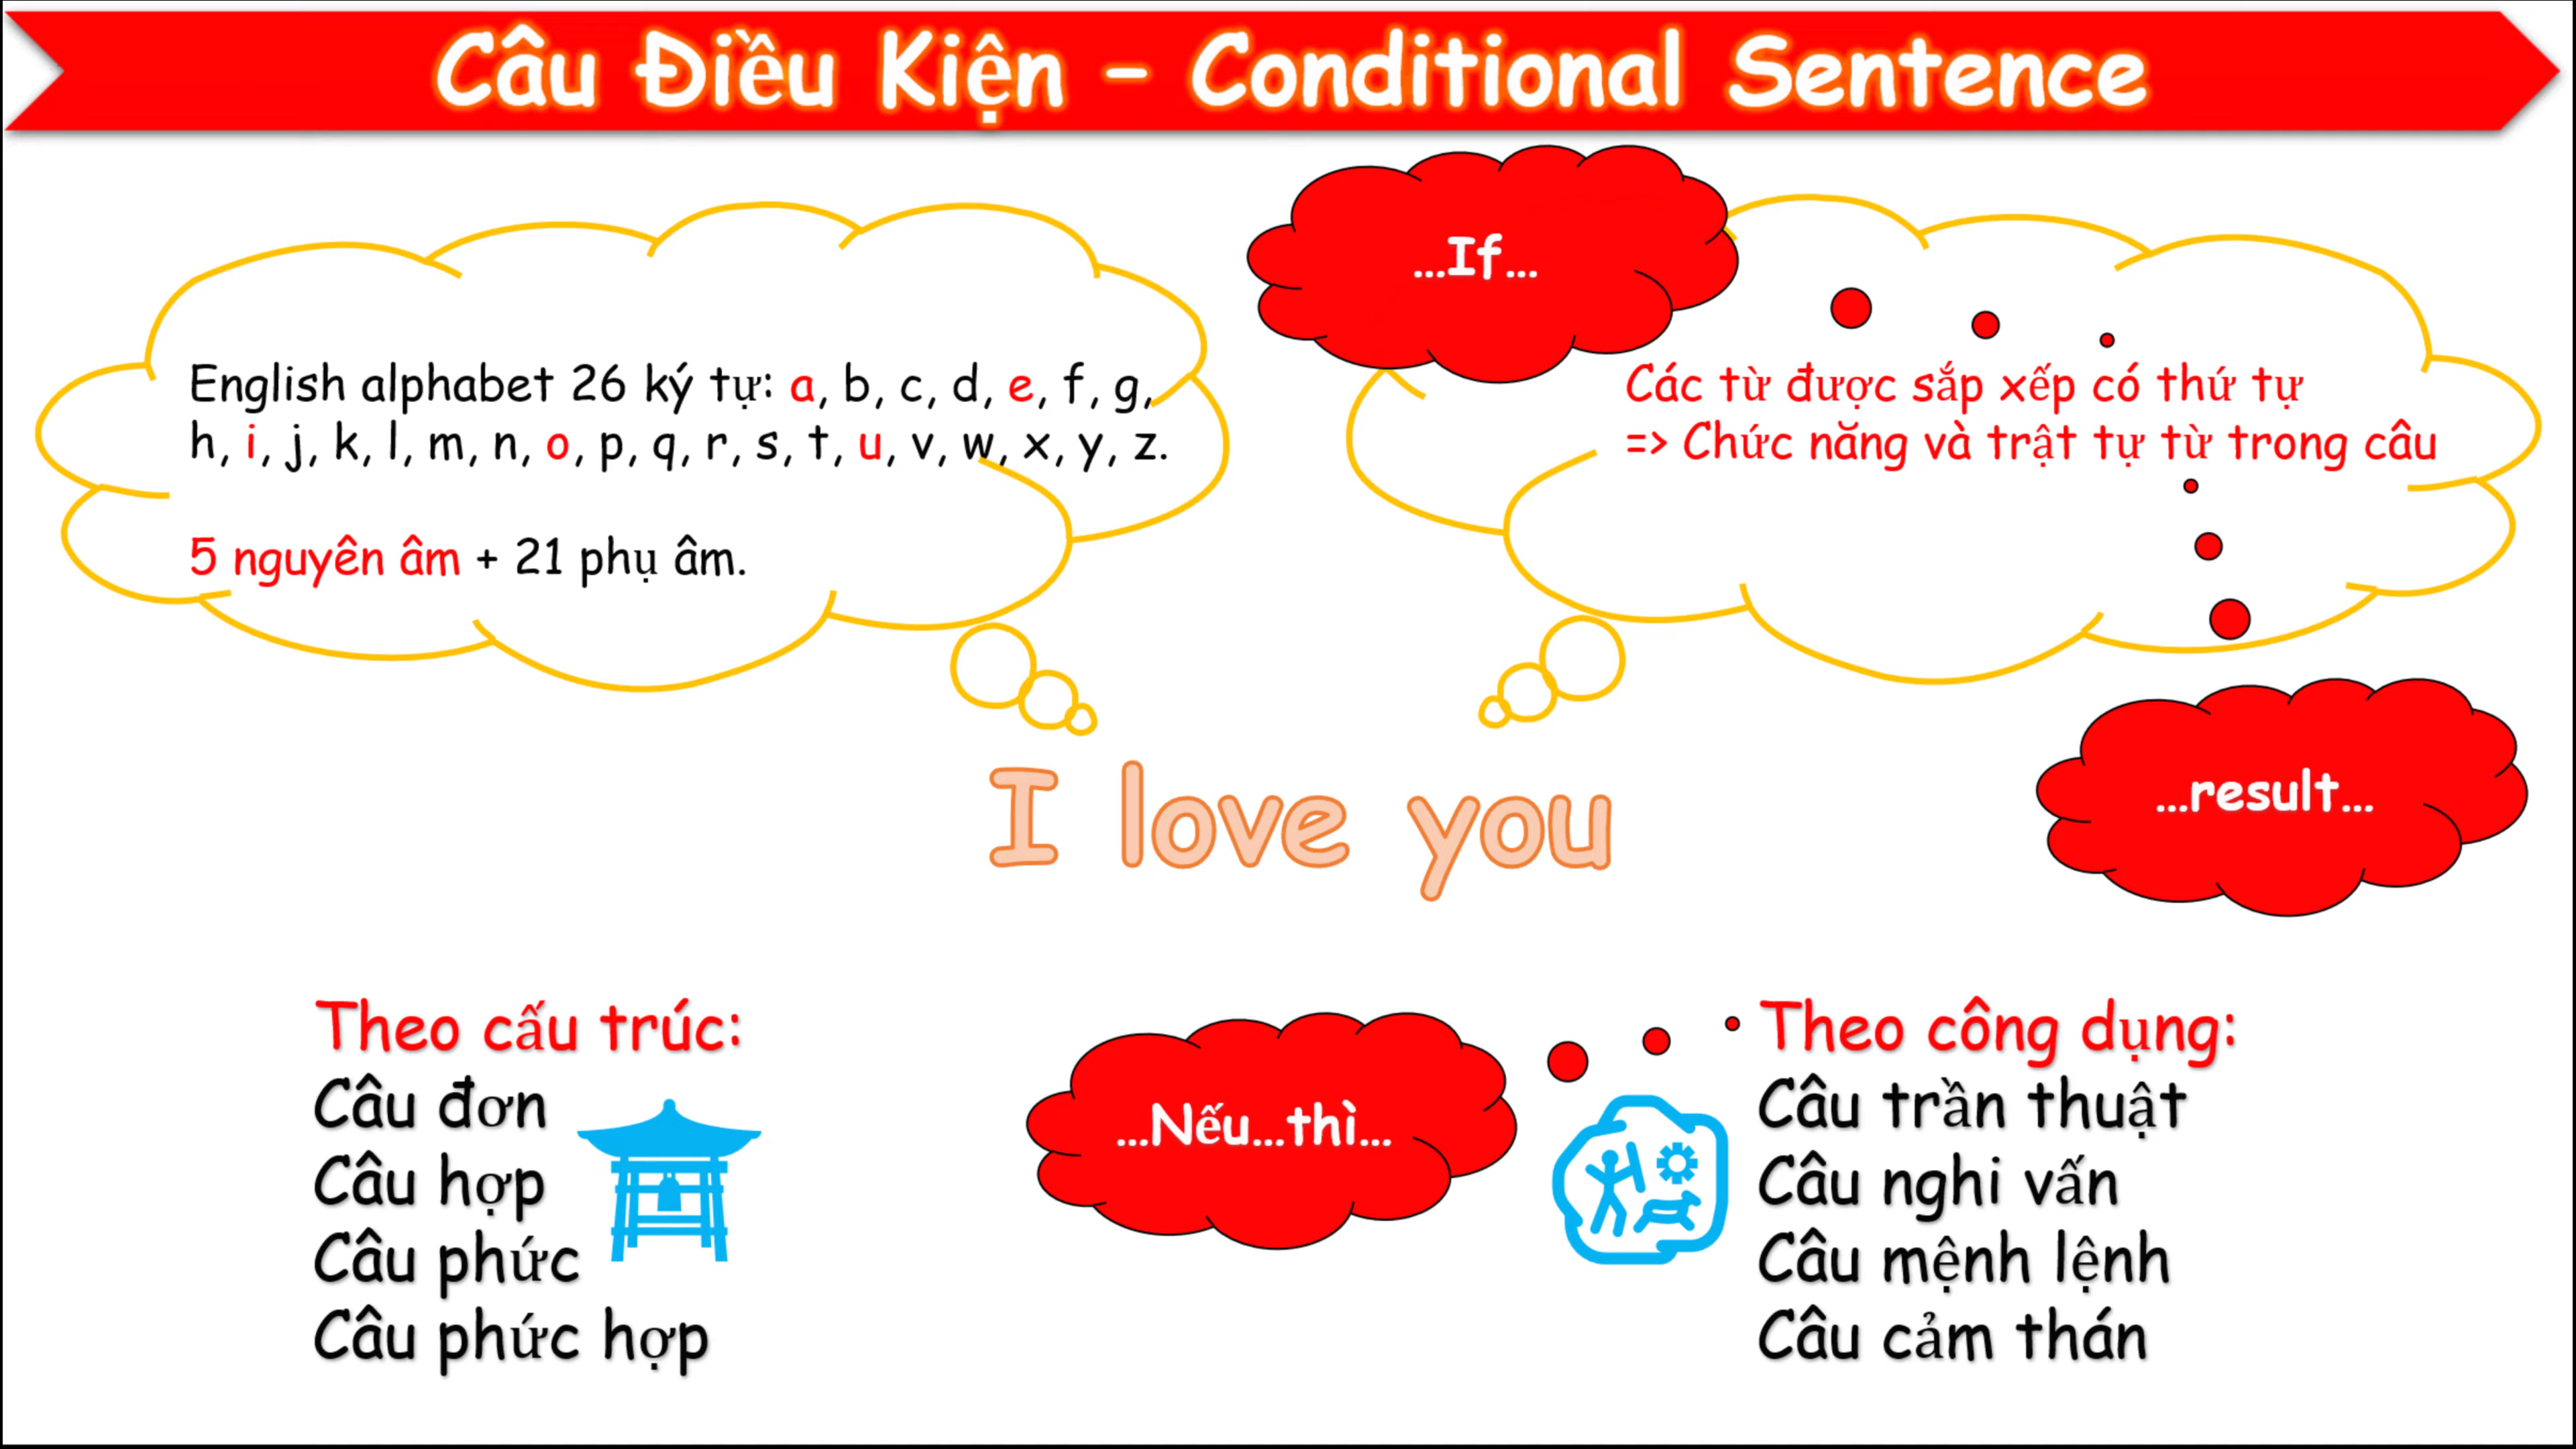 Câu Điều Kiện – Conditional Sentence
...If...
English alphabet 26 ký tự: a, b, c, d, e, f, g,
h, i, j, k, l, m, n, o, p, q, r, s, t, u, v, w, x, y, z.
5 nguyên âm + 21 phụ âm.
Các từ được sắp xếp có thứ tự
=> Chức năng và trật tự từ trong câu
I love you
...result...
Theo cấu trúc:
Câu đơn
Câu hợp
Câu phức
Câu phức hợp
...Nếu...thì...
Theo công dụng:
Câu trần thuật
Câu nghi vấn
Câu mệnh lệnh
Câu cảm thán